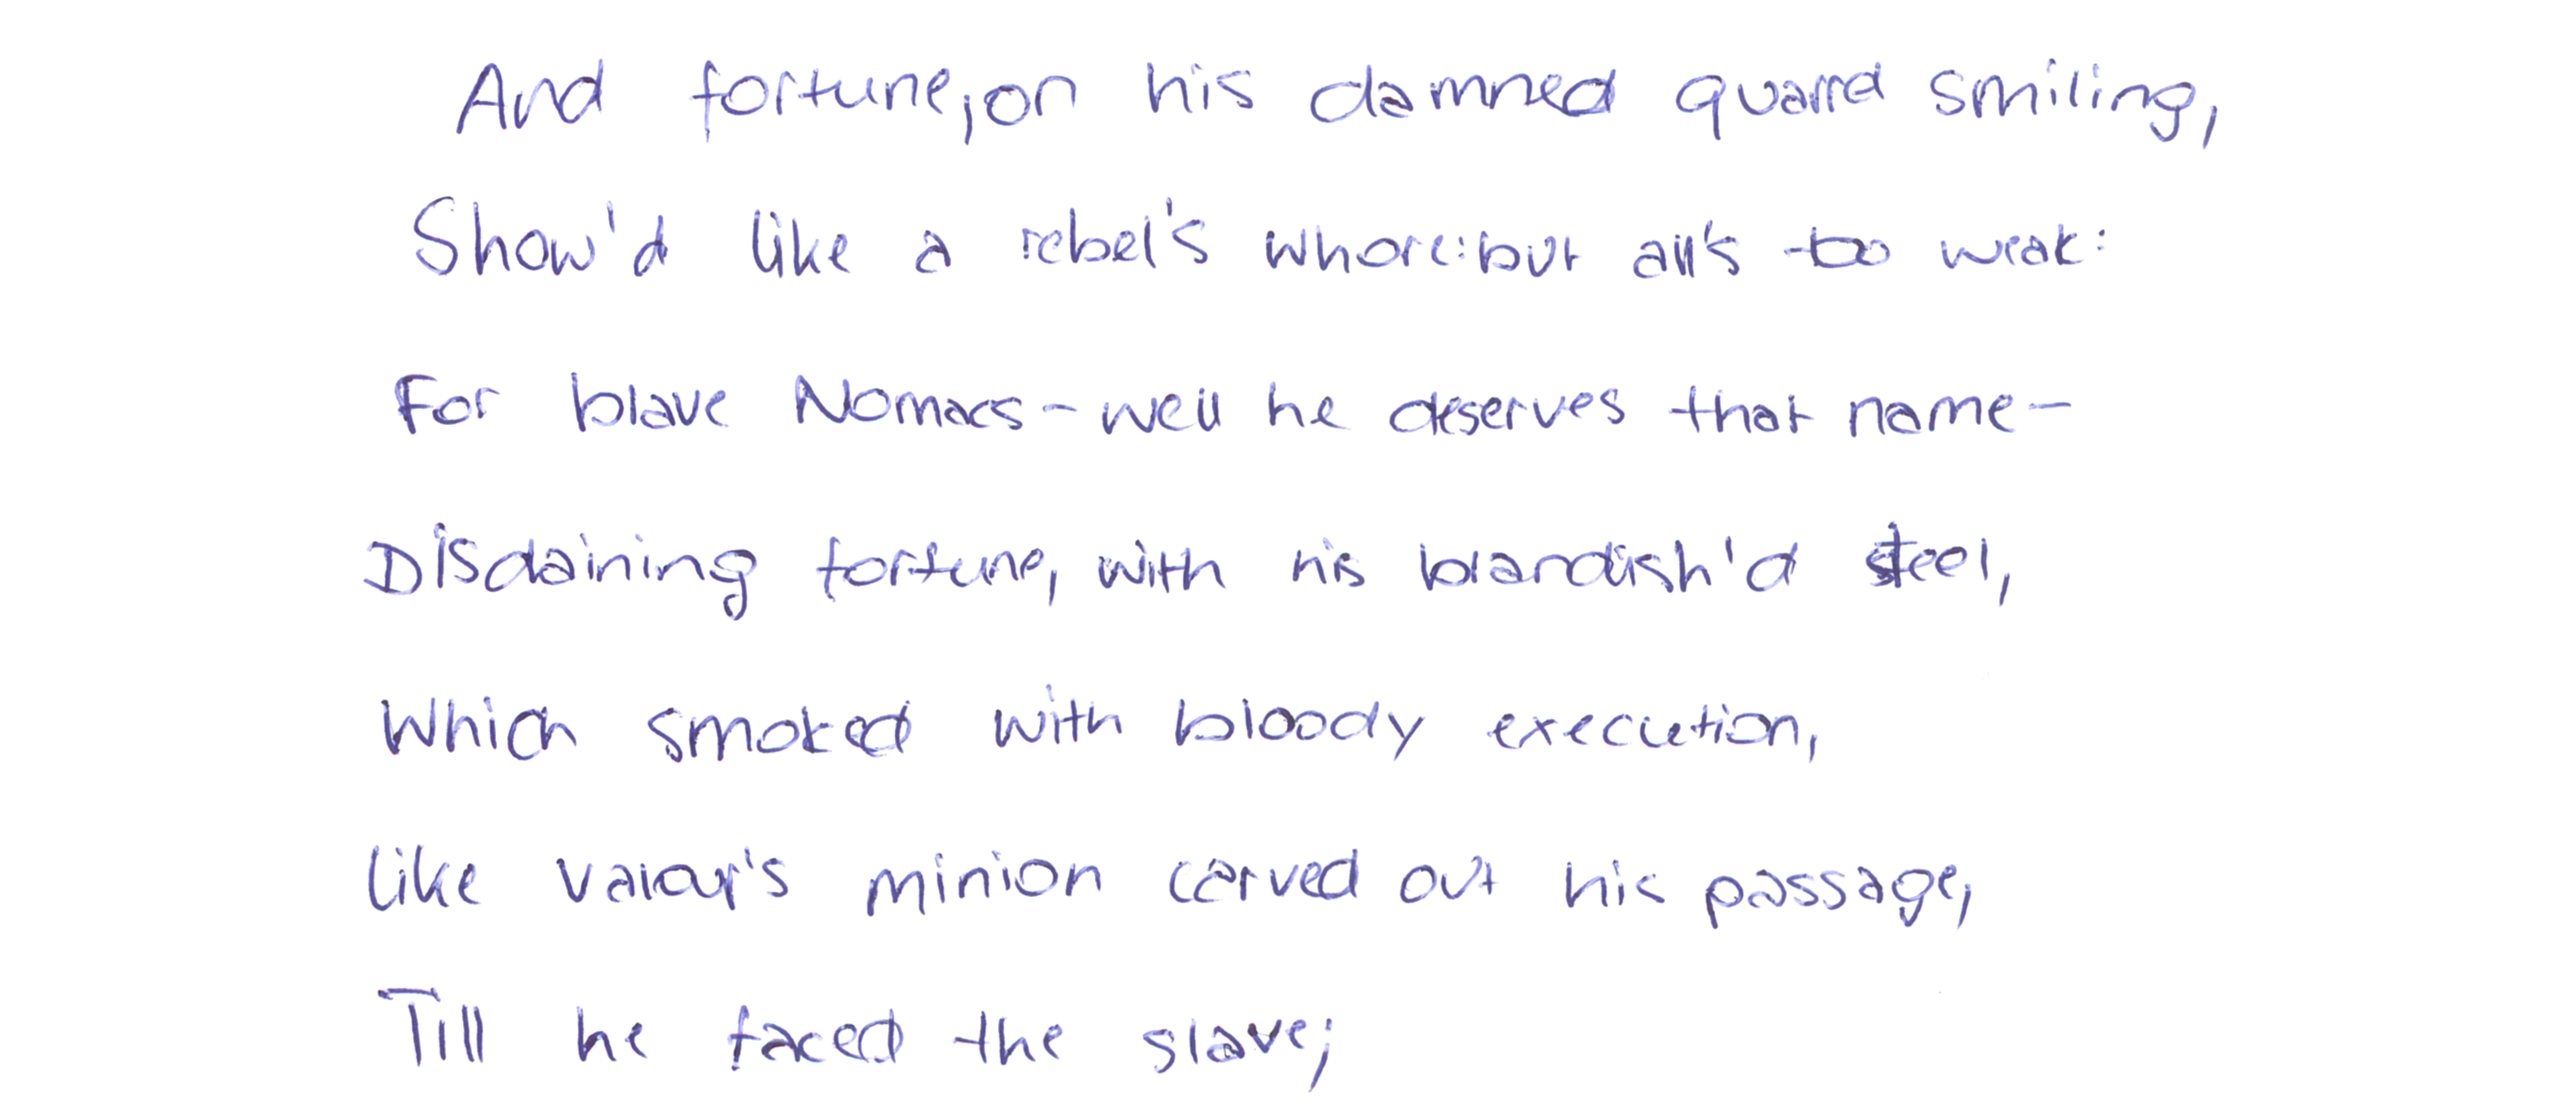 And fortune, on his damned quarrel smiling,
Show'd like a rebel's whore: but all's too weak:
For blave Nomacs - well he deserves that name -
Disdaining fortune, with his blandish'd steel,
Which smoked with bloody execution,
like valour's minion carved out his passage,
Till he faced the slave;